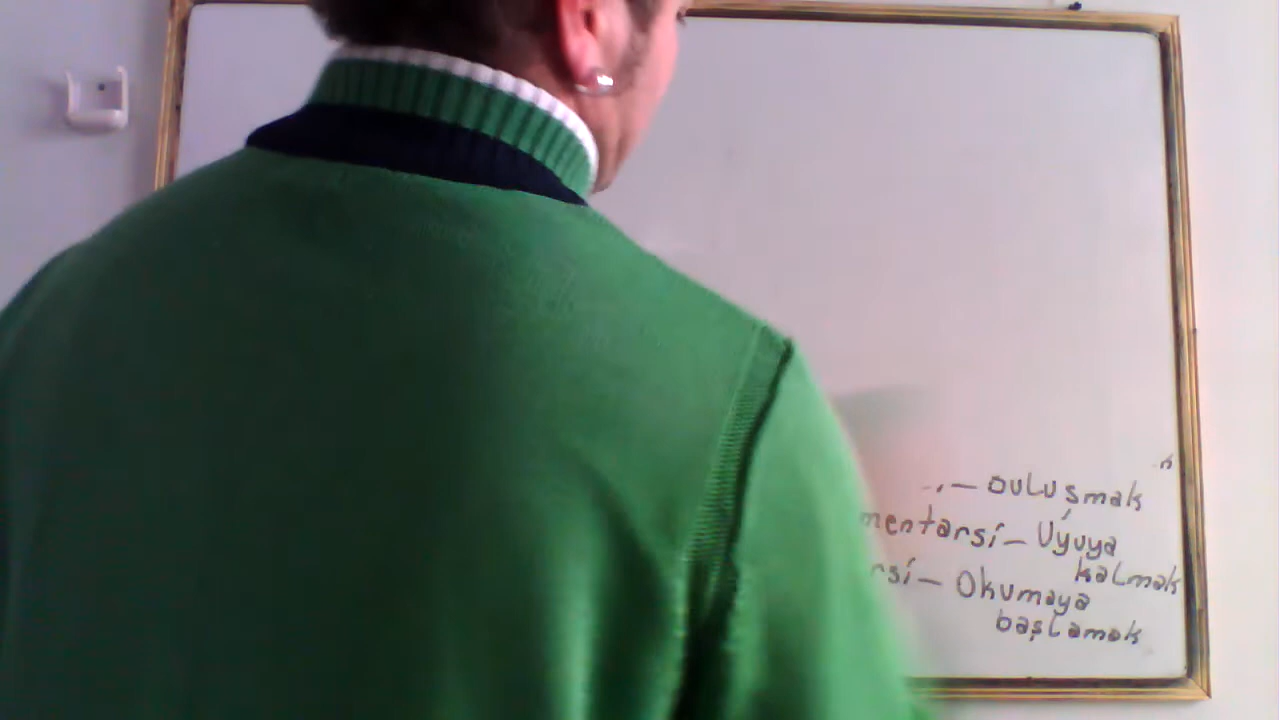 — buluşmak
mentarsi — Uyuya
kalmak
rsi — Okumaya
başlamak